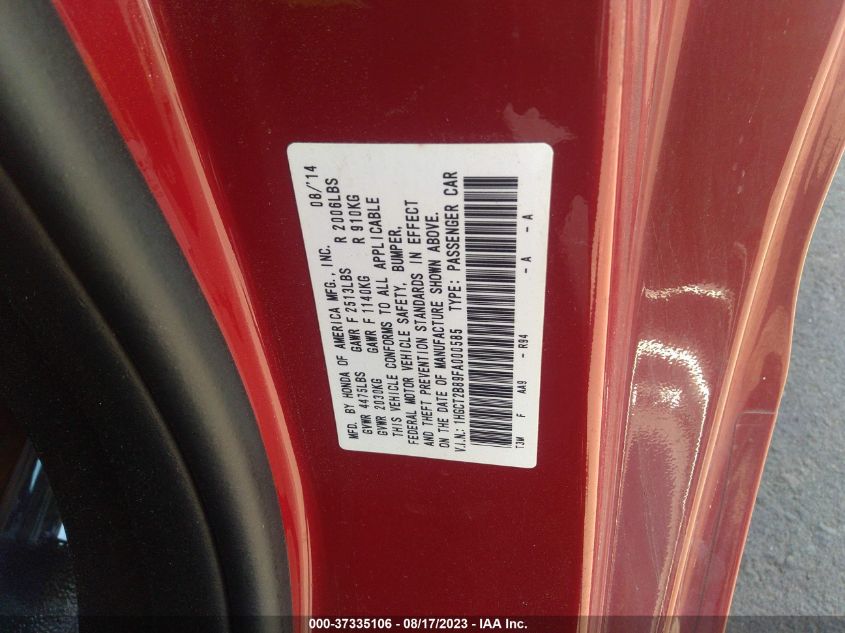 MFD. BY HONDA OF AMERICA MFG., INC. 08/'14
GVWR 4475LBS GAWR F 2513LBS R 2006LBS
GVWR 2030KG GAWR F 1140KG R 910KG
THIS VEHICLE CONFORMS TO ALL APPLICABLE
FEDERAL MOTOR VEHICLE SAFETY, BUMPER,
AND THEFT PREVENTION STANDARDS IN EFFECT
ON THE DATE OF MANUFACTURE SHOWN ABOVE.
V.I.N.: 1HGCT2B89FA000585 TYPE: PASSENGER CAR
T3M F AA9 - R94 - A - A
000-37335106 - 08/17/2023 - IAA Inc.